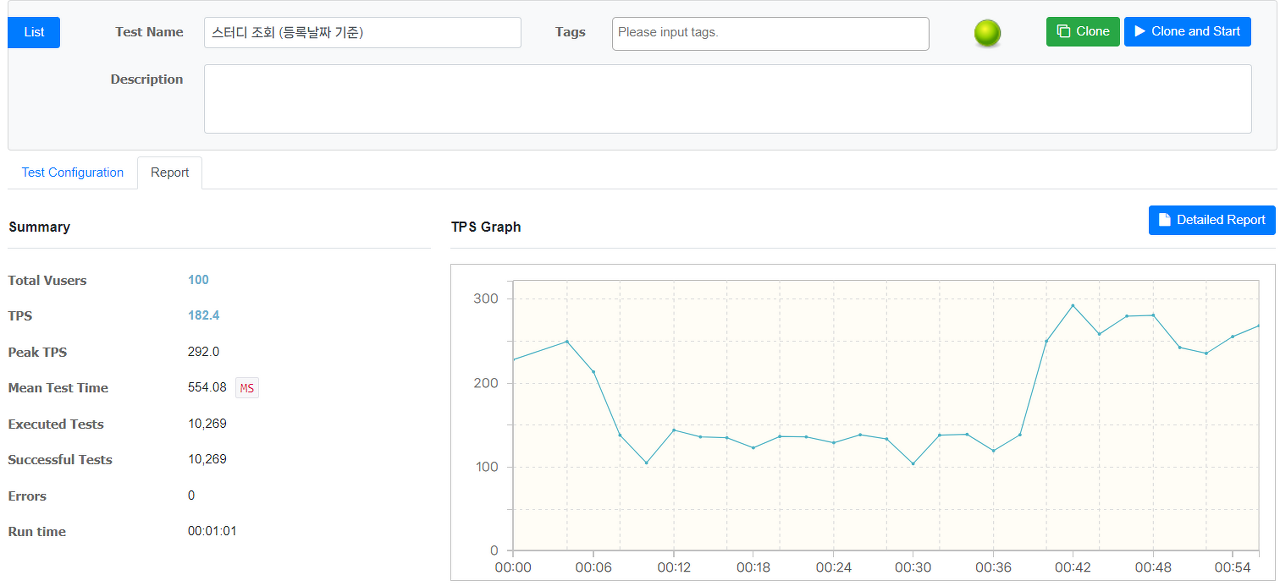 List
Test Name
스터디 조회 (등록날짜 기준)
Tags
Please input tags.
Clone
Clone and Start
Description
Test Configuration
Report
Summary
TPS Graph
Detailed Report
Total Vusers 100
TPS 182.4
Peak TPS 292.0
Mean Test Time 554.08 MS
Executed Tests 10,269
Successful Tests 10,269
Errors 0
Run time 00:01:01
300
200
100
0
00:00 00:06 00:12 00:18 00:24 00:30 00:36 00:42 00:48 00:54